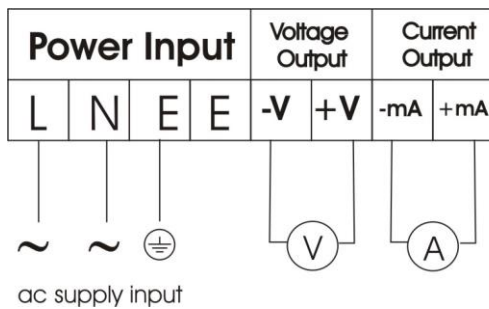 Power Input
Voltage Output
Current Output
L N E E -V +V -mA +mA
~ ~
V A
ac supply input